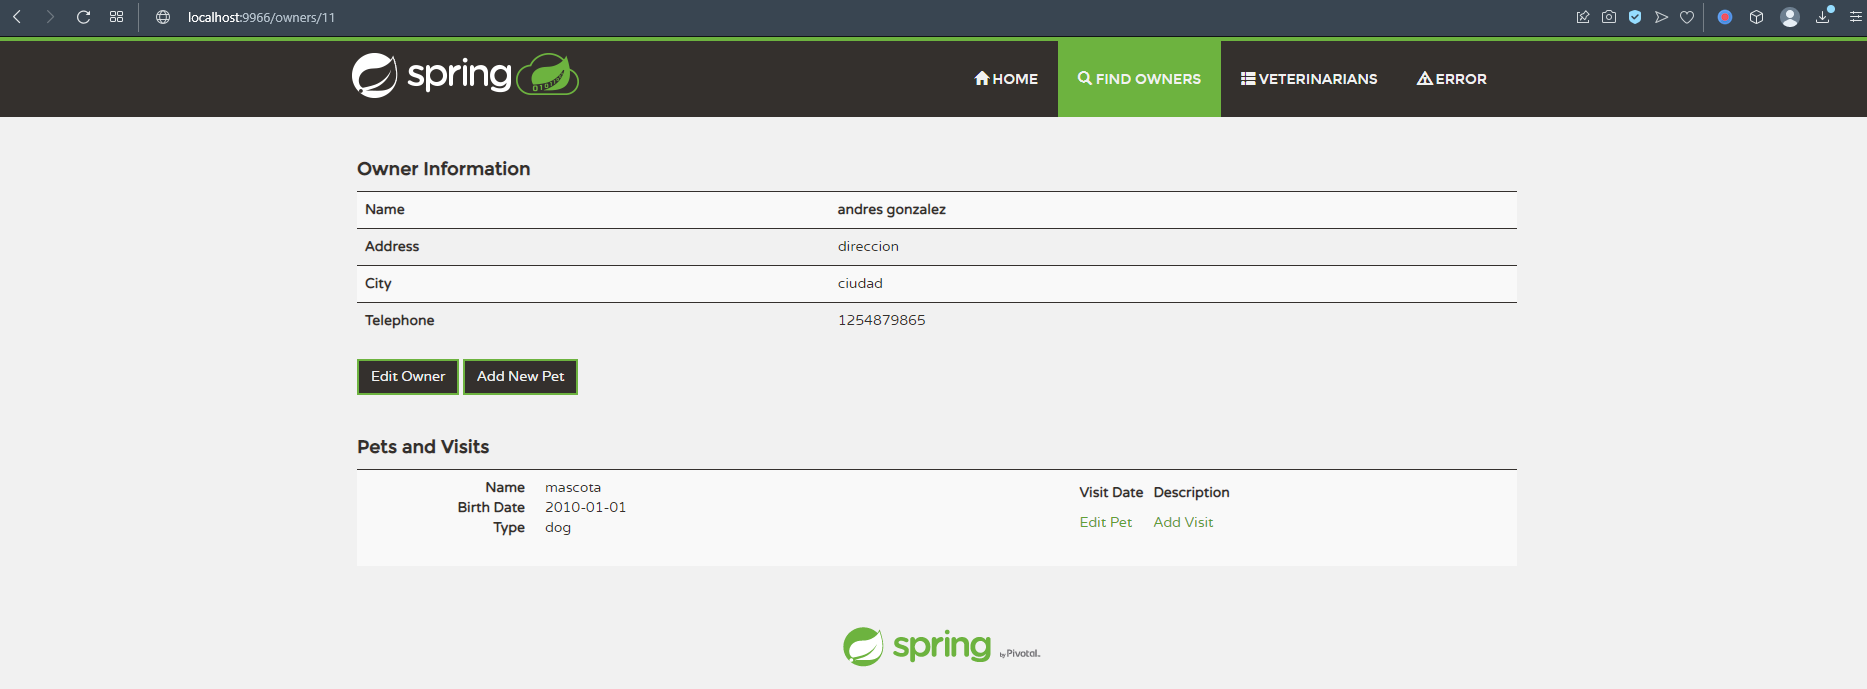 localhost:9966/owners/11
spring
HOME FIND OWNERS VETERINARIANS ERROR
Owner Information
Name andres gonzalez
Address direccion
City ciudad
Telephone 1254879865
Edit Owner Add New Pet
Pets and Visits
Name mascota
Birth Date 2010-01-01
Type dog
Visit Date Description
Edit Pet Add Visit
spring by Pivotal.